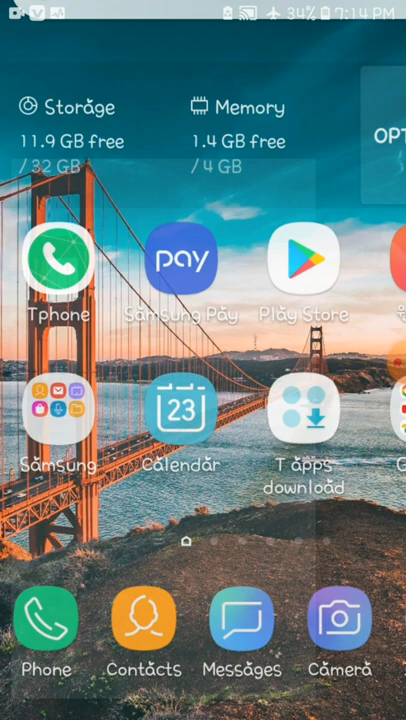 34% 7:14 PM
Storage Memory
11.9 GB free 1.4 GB free
/ 32 GB / 4 GB
OPT
pay
Tphone Samsung Pay Play Store
23
Samsung Calendar T apps
download
Phone Contacts Messages Camera